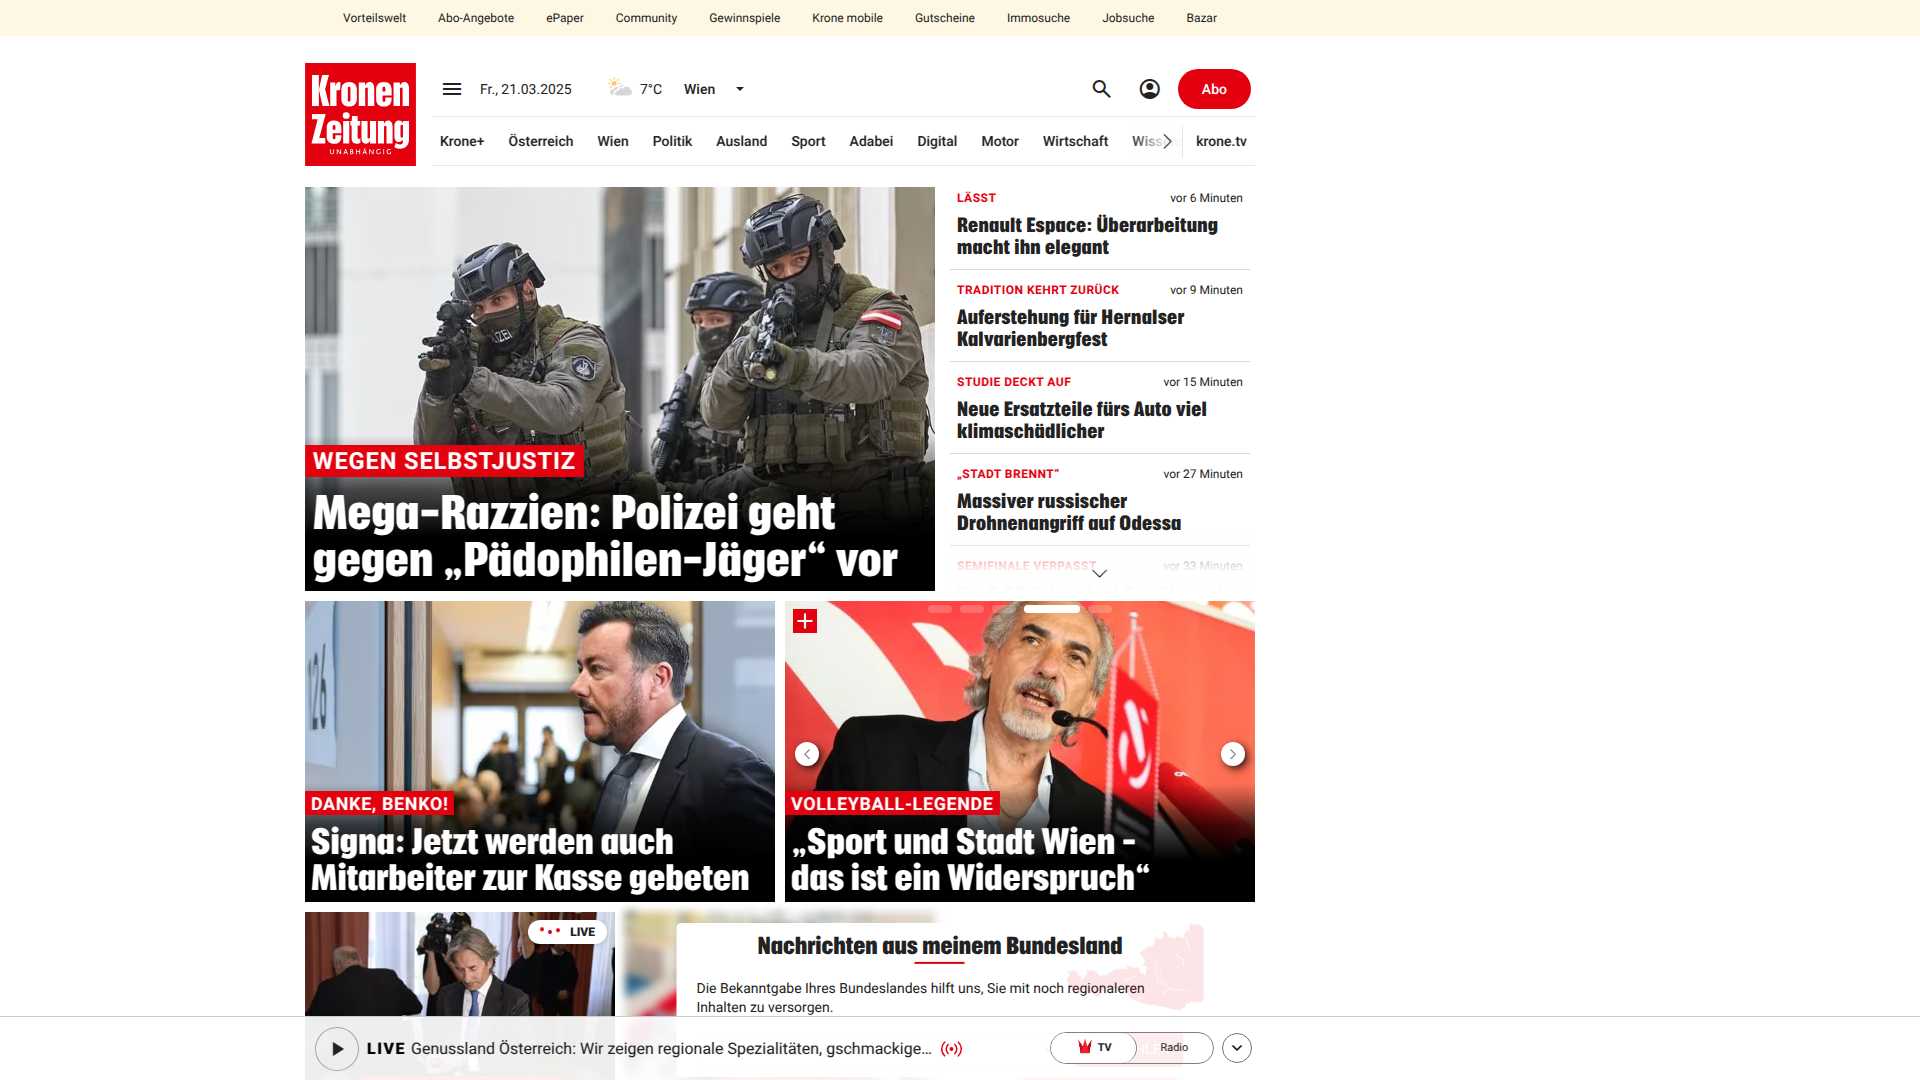 Vorteilswelt Abo-Angebote ePaper Community Gewinnspiele Krone mobile Gutscheine Immosuche Jobsuche Bazar
Kronen
Zeitung
UNABHÄNGIG
Fr., 21.03.2025 7°C Wien Abo
Krone+ Österreich Wien Politik Ausland Sport Adabei Digital Motor Wirtschaft Wiss krone.tv
POLIZEI
WEGEN SELBSTJUSTIZ
Mega-Razzien: Polizei geht
gegen „Pädophilen-Jäger“ vor
LÄSST vor 6 Minuten
Renault Espace: Überarbeitung
macht ihn elegant
TRADITION KEHRT ZURÜCK vor 9 Minuten
Auferstehung für Hernalser
Kalvarienbergfest
STUDIE DECKT AUF vor 15 Minuten
Neue Ersatzteile fürs Auto viel
klimaschädlicher
„STADT BRENNT“ vor 27 Minuten
Massiver russischer
Drohnenangriff auf Odessa
SEMIFINALE VERPASST vor 33 Minuten
126
DANKE, BENKO!
Signa: Jetzt werden auch
Mitarbeiter zur Kasse gebeten
VOLLEYBALL-LEGENDE
„Sport und Stadt Wien –
das ist ein Widerspruch“
LIVE
Nachrichten aus meinem Bundesland
Die Bekanntgabe Ihres Bundeslandes hilft uns, Sie mit noch regionaleren
Inhalten zu versorgen.
LIVE Genussland Österreich: Wir zeigen regionale Spezialitäten, gschmackige... TV Radio